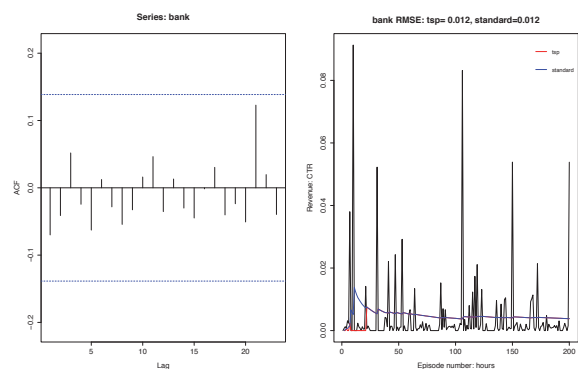 Series: bank
ACF
0.2
0.1
0.0
-0.1
-0.2
5
10
15
20
Lag
bank RMSE: tsp= 0.012, standard=0.012
tsp
standard
Revenue: CTR
0.08
0.06
0.04
0.02
0.00
0
50
100
150
200
Episode number: hours